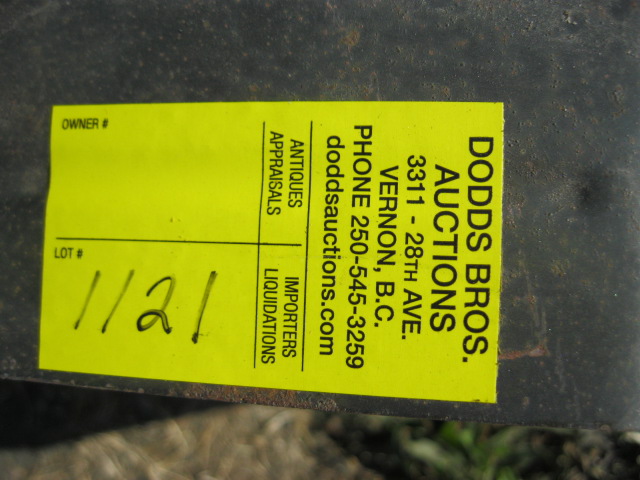 DODDS BROS.
AUCTIONS
3311 - 28TH AVE.
VERNON, B.C.
PHONE 250-545-3259
doddsauctions.com
ANTIQUES IMPORTERS
APPRAISALS LIQUIDATIONS
OWNER #
LOT #
1121